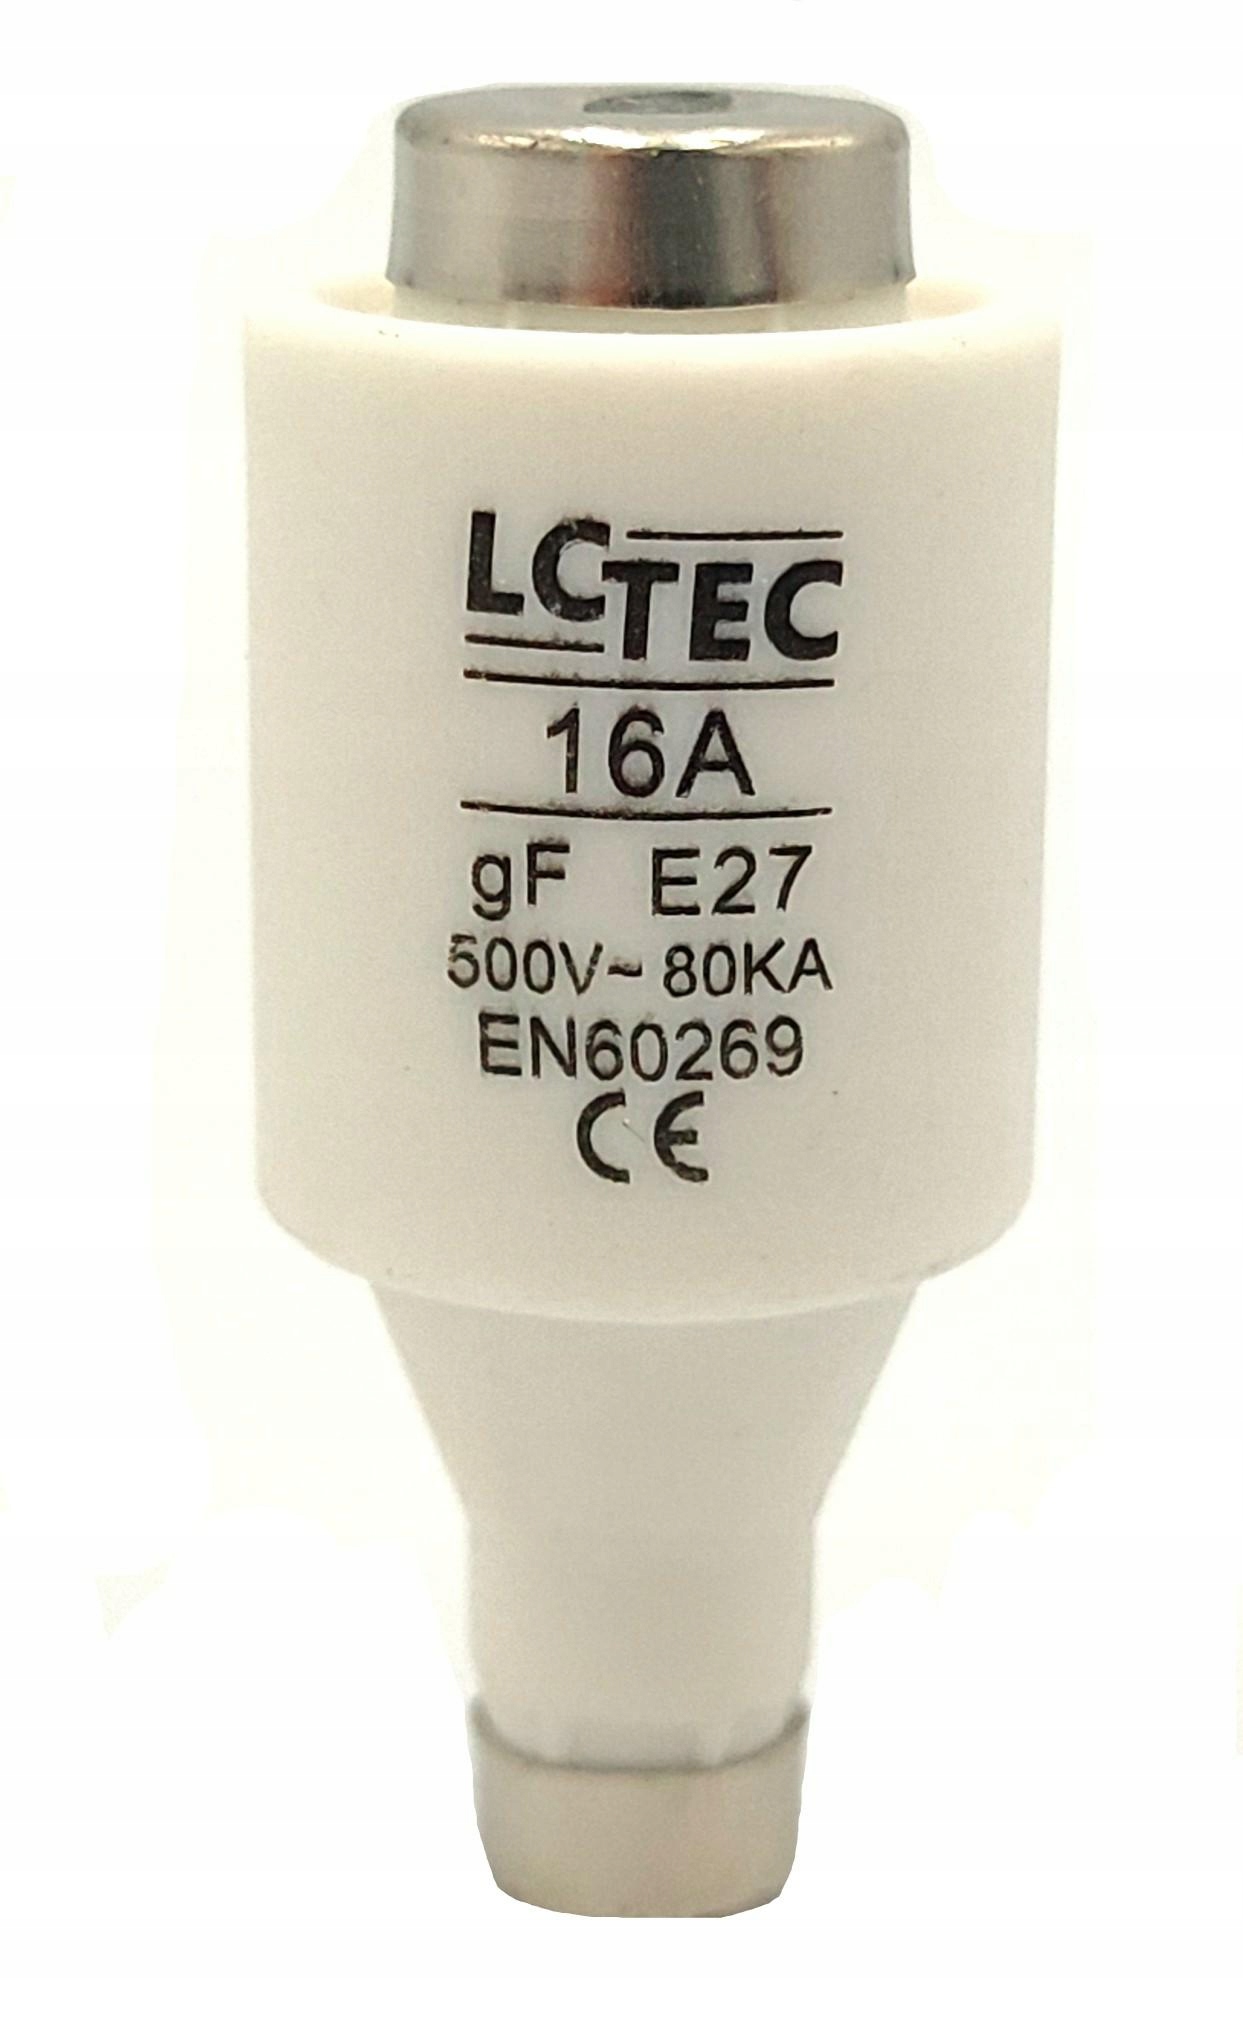 LCTEC
16A
gF E27
500V~ 80KA
EN60269
CE